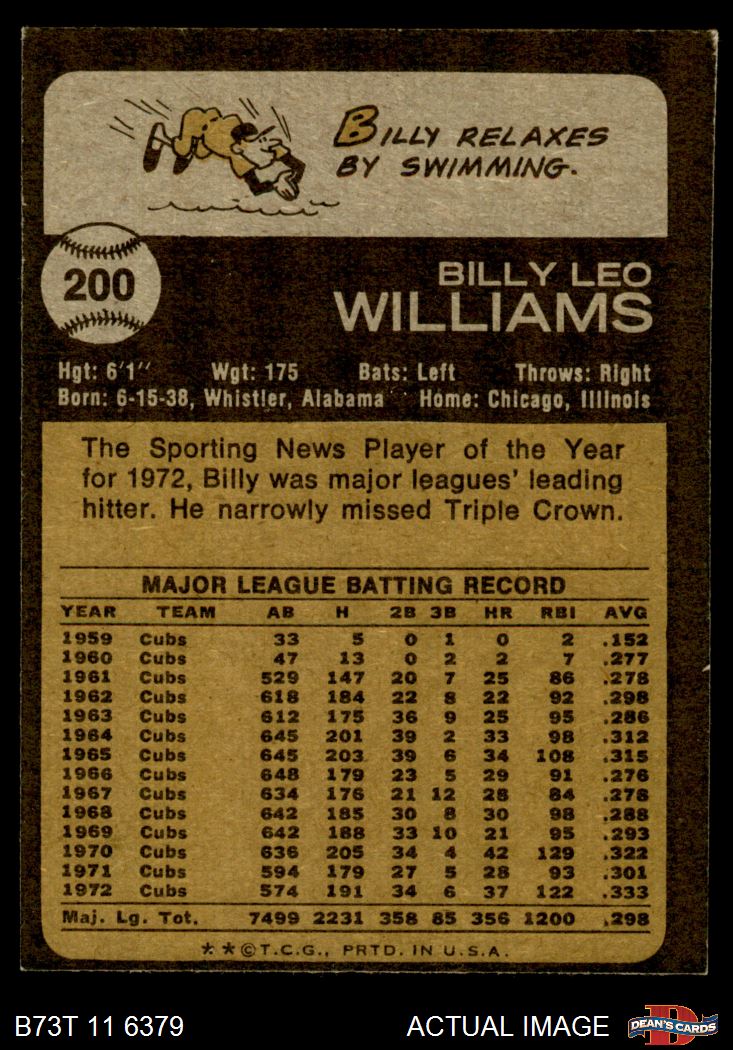 BILLY RELAXES
BY SWIMMING.
200
BILLY LEO
WILLIAMS
Hgt: 6'1" Wgt: 175 Bats: Left Throws: Right
Born: 6-15-38, Whistler, Alabama Home: Chicago, Illinois
The Sporting News Player of the Year
for 1972, Billy was major leagues' leading
hitter. He narrowly missed Triple Crown.
MAJOR LEAGUE BATTING RECORD
YEAR TEAM AB H 2B 3B HR RBI AVG
1959 Cubs 33 5 0 1 0 2 .152
1960 Cubs 47 13 0 2 2 7 .277
1961 Cubs 529 147 20 7 25 86 .278
1962 Cubs 618 184 22 8 22 92 .298
1963 Cubs 612 175 36 9 25 95 .286
1964 Cubs 645 201 39 2 33 98 .312
1965 Cubs 645 203 39 6 34 108 .315
1966 Cubs 648 179 23 5 29 91 .276
1967 Cubs 634 176 21 12 28 84 .278
1968 Cubs 642 185 30 8 30 98 .288
1969 Cubs 642 188 33 10 21 95 .293
1970 Cubs 636 205 34 4 42 129 .322
1971 Cubs 594 179 27 5 28 93 .301
1972 Cubs 574 191 34 6 37 122 .333
Maj. Lg. Tot. 7499 2231 358 85 356 1200 .298
**©T.C.G., PRTD. IN U.S.A.
B73T 11 6379 ACTUAL IMAGE DEAN'S CARDS